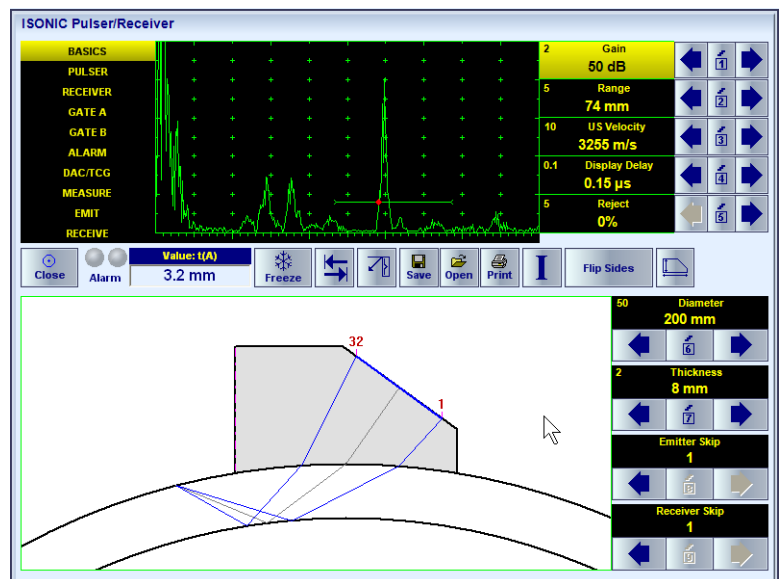 ISONIC Pulser/Receiver
BASICS
PULSER
RECEIVER
GATE A
GATE B
ALARM
DAC/TCG
MEASURE
EMIT
RECEIVE
2 Gain
50 dB
1
5 Range
74 mm
2
10 US Velocity
3255 m/s
3
0.1 Display Delay
0.15 µs
4
5 Reject
0%
5
Close
Alarm
Value: t(A)
3.2 mm
Freeze
Save
Open
Print
Flip Sides
32
1
50 Diameter
200 mm
6
2 Thickness
8 mm
7
Emitter Skip
1
Receiver Skip
1